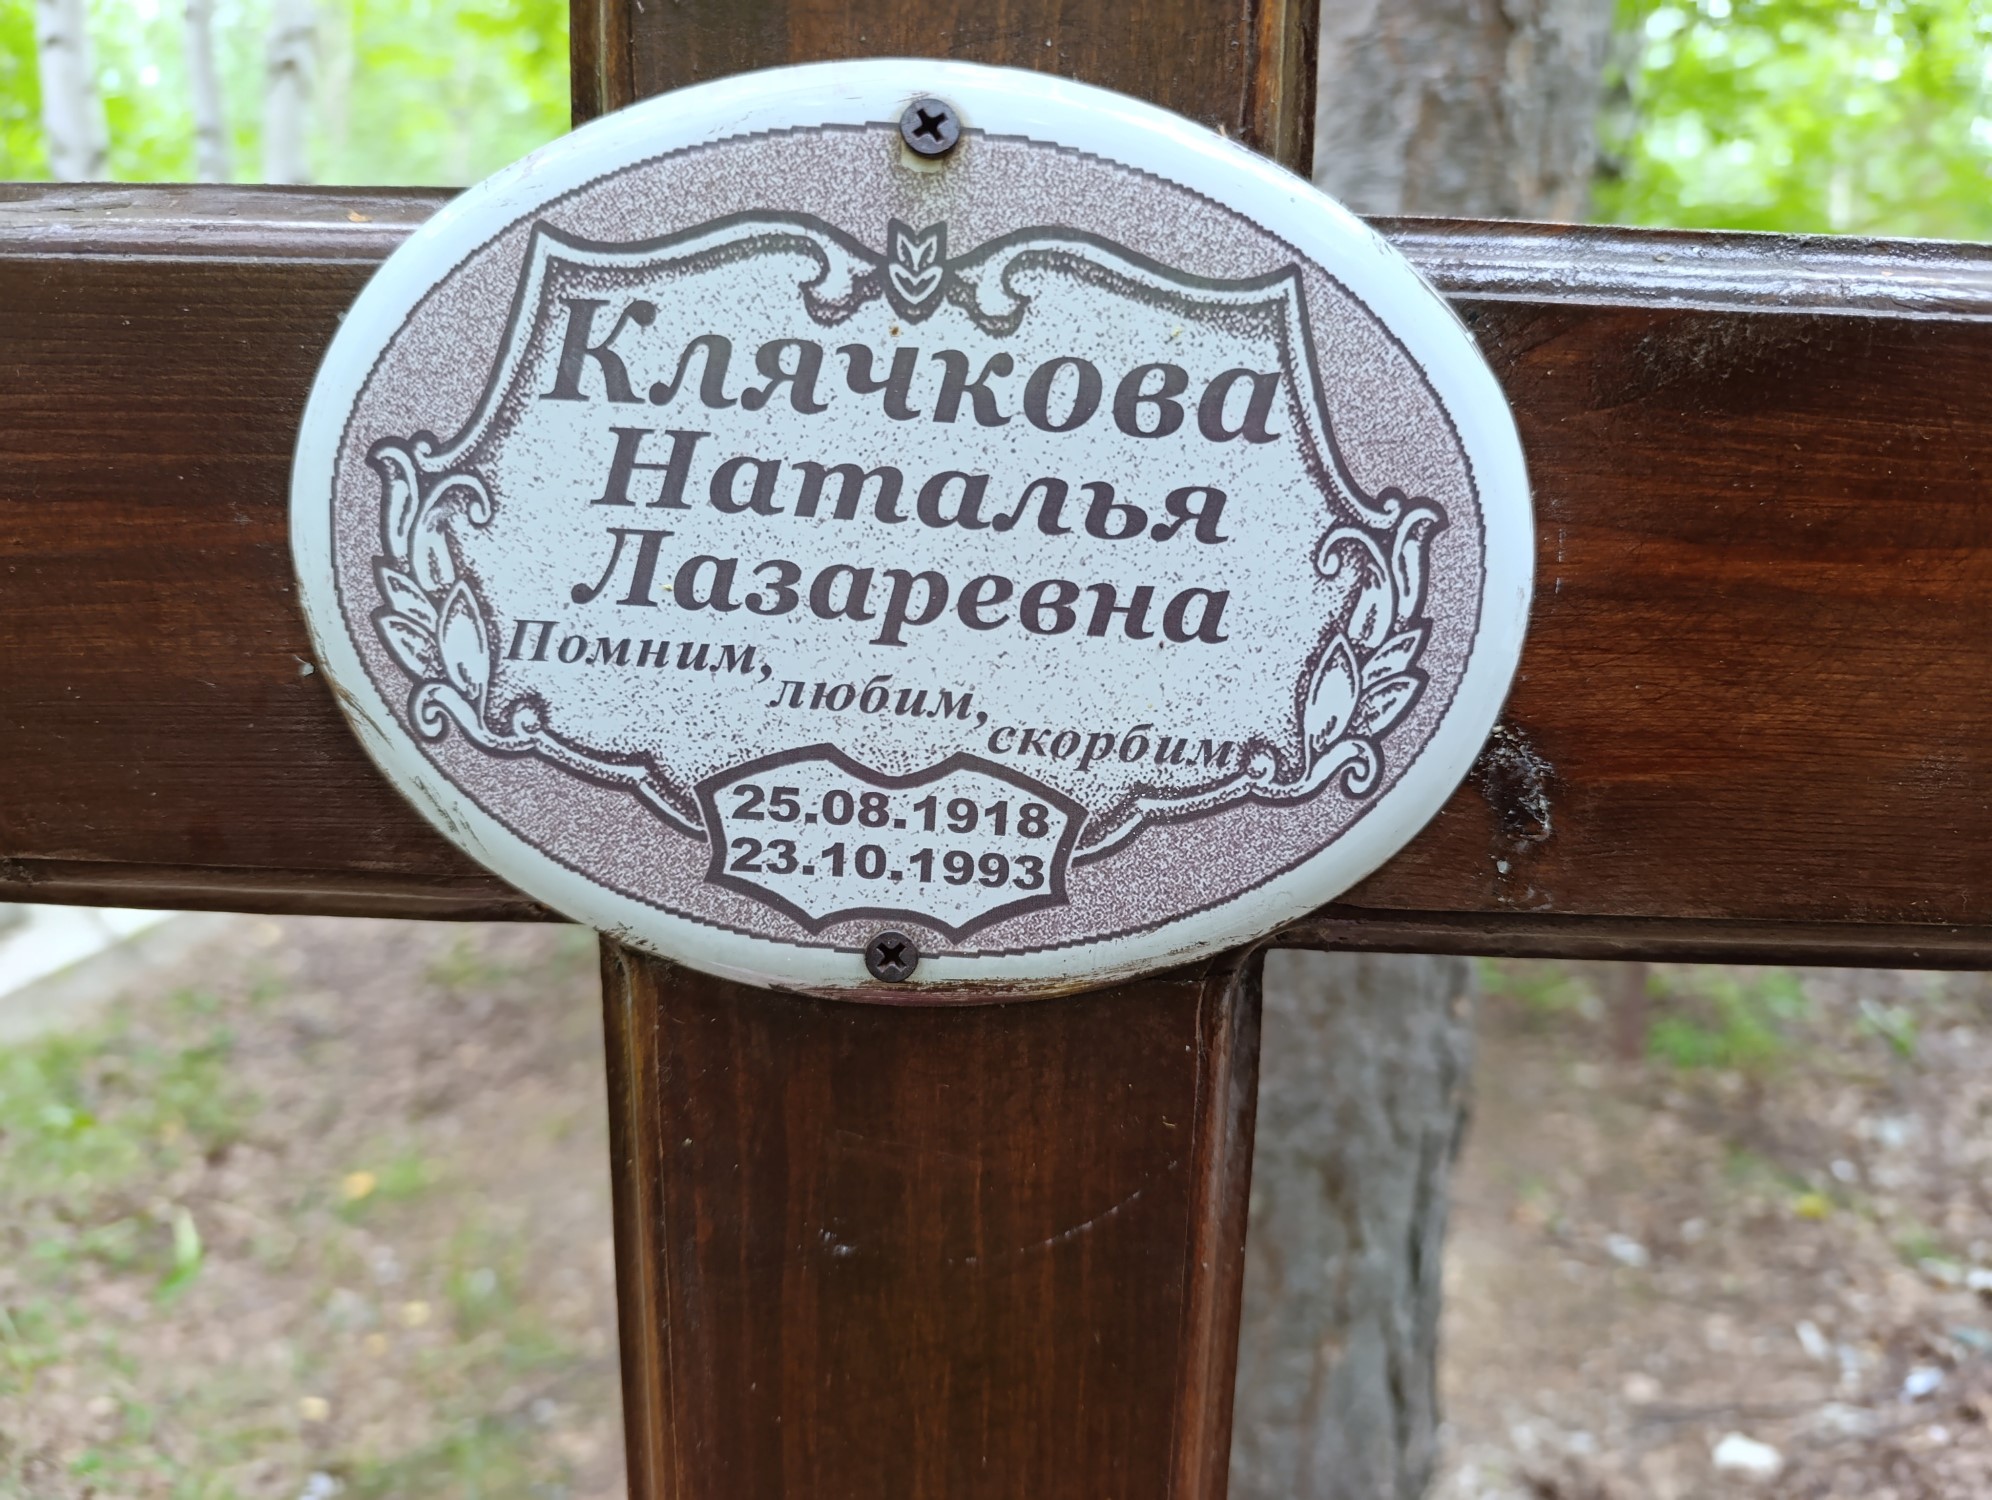 Клячкова
Наталья
Лазаревна
Помним,
любим,
скорбим
25.08.1918
23.10.1993